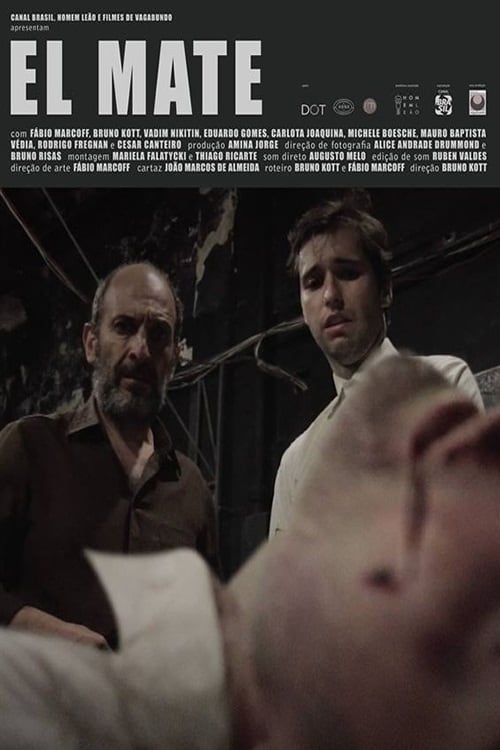 CANAL BRASIL, HOMEM LEÃO E FILMES DE VAGABUNDO
apresentam
EL MATE
DOT
com FÁBIO MARCOFF, BRUNO KOTT, VADIM NIKITIN, EDUARDO GOMES, CARLOTA JOAQUINA, MICHELE BOESCHE, MAURO BAPTISTA
VÉDIA, RODRIGO FREGNAN e CESAR CANTEIRO produção AMINA JORGE direção de fotografia ALICE ANDRADE DRUMMOND e
BRUNO RISAS montagem MARIELA FALATYCKI e THIAGO RICARTE som direto AUGUSTO MELO edição de som RUBEN VALDES
direção de arte FÁBIO MARCOFF cartaz JOÃO MARCOS DE ALMEIDA roteiro BRUNO KOTT e FÁBIO MARCOFF direção BRUNO KOTT